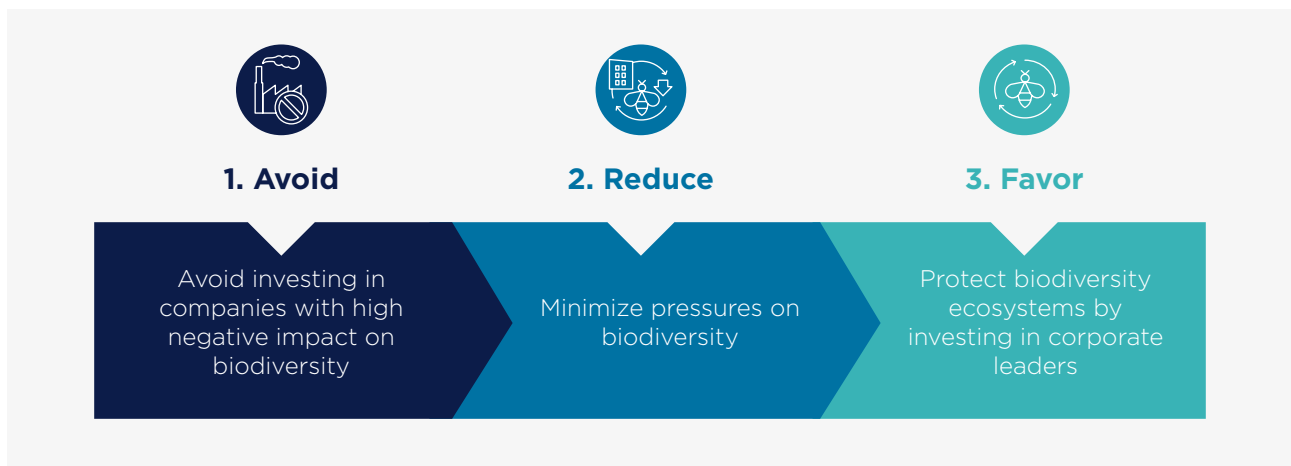 1. Avoid
2. Reduce
3. Favor
Avoid investing in
companies with high
negative impact on
biodiversity
Minimize pressures on
biodiversity
Protect biodiversity
ecosystems by
investing in corporate
leaders